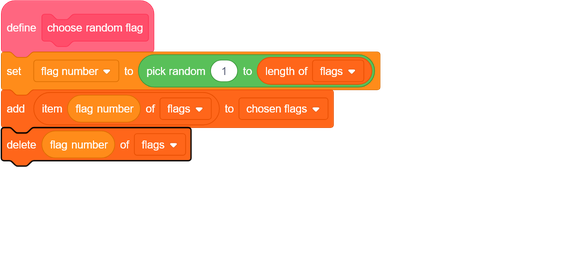 define choose random flag
set flag number to pick random 1 to length of flags
add item flag number of flags to chosen flags
delete flag number of flags